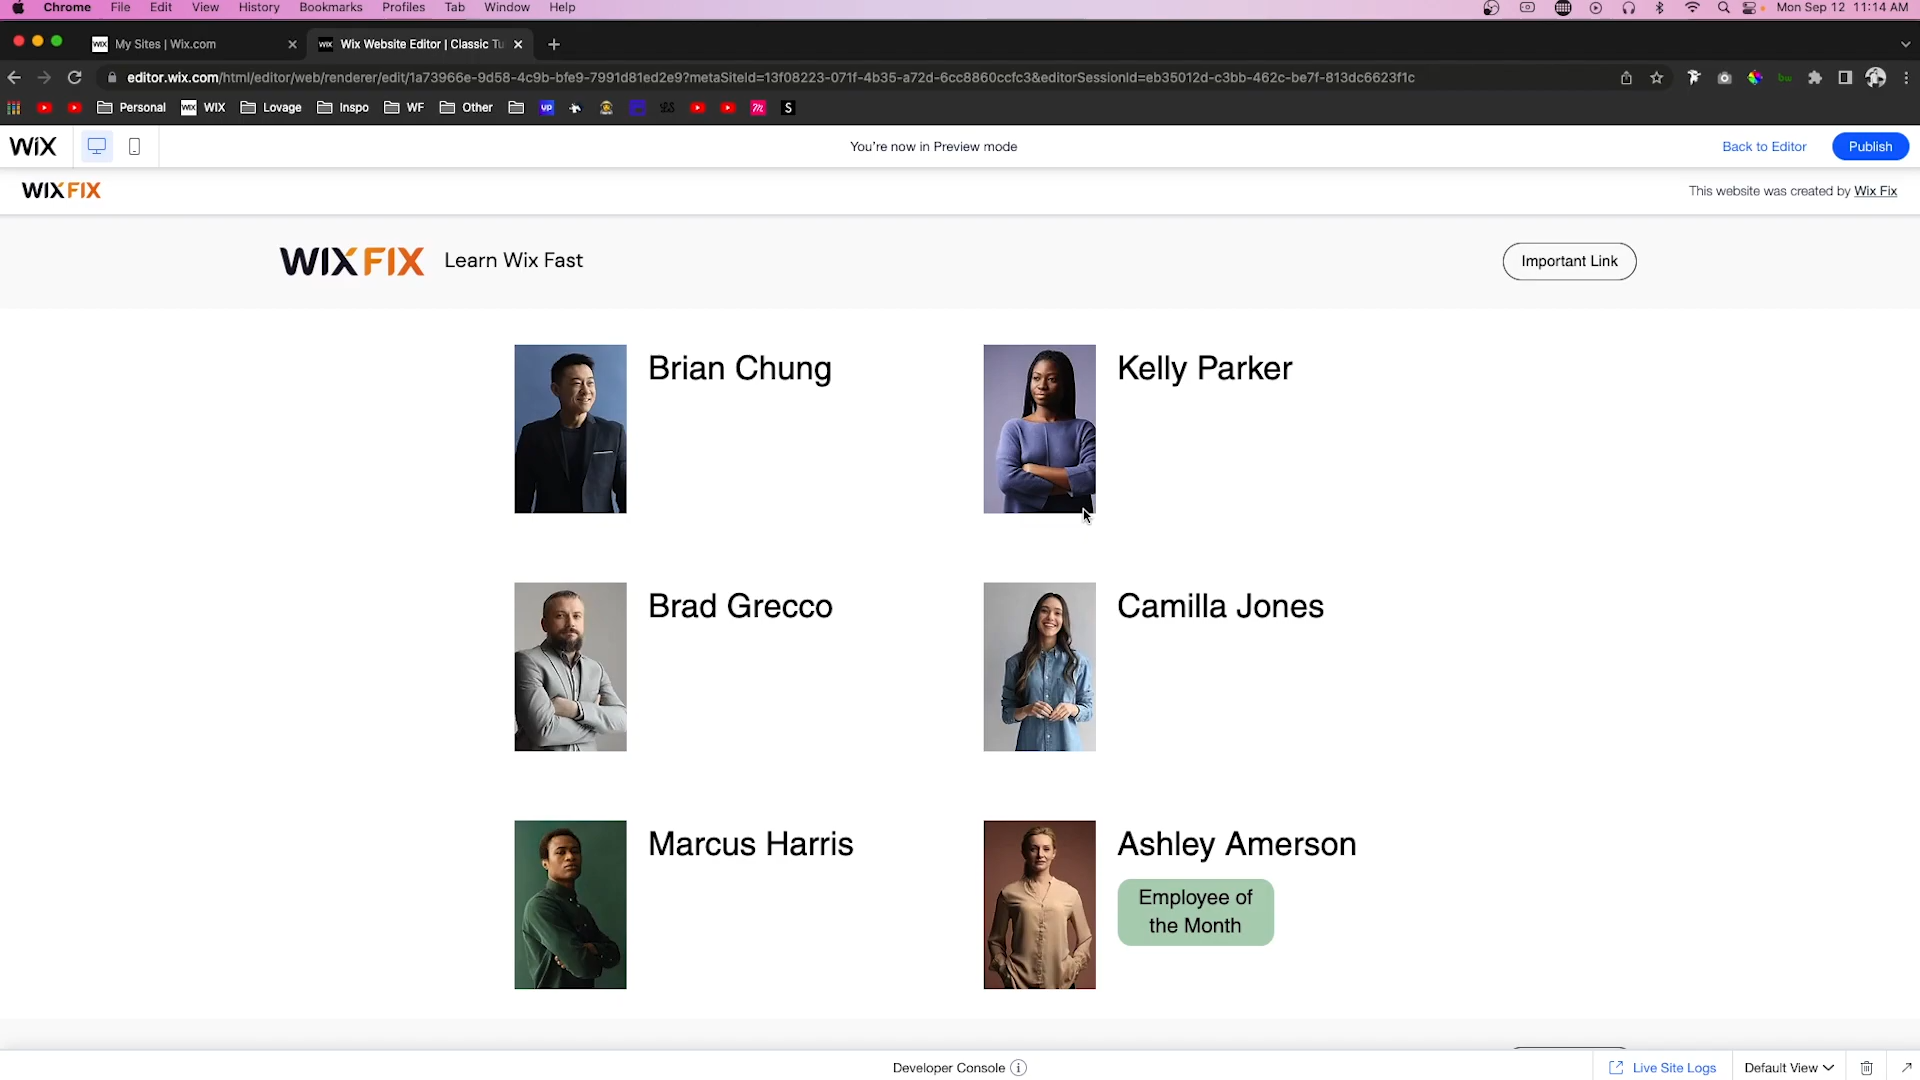 Chrome File Edit View History Bookmarks Profiles Tab Window Help Mon Sep 12 11:14 AM
WIX My Sites | Wix.com WIX Wix Website Editor | Classic Tu
editor.wix.com/html/editor/web/renderer/edit/1a73966e-9d58-4c9b-bfe9-7991d81ed2e9?metaSiteId=13f08223-071f-4b35-a72d-6cc8860ccfc3&editorSessionId=eb35012d-c3bb-462c-be7f-813dc6623f1c
Personal WIX WIX Lovage Inspo WF Other up S
WiX You're now in Preview mode Back to Editor Publish
WIXFIX This website was created by Wix Fix
WIXFIX Learn Wix Fast Important Link
Brian Chung Kelly Parker
Brad Grecco Camilla Jones
Marcus Harris Ashley Amerson
Employee of
the Month
Developer Console Live Site Logs Default View